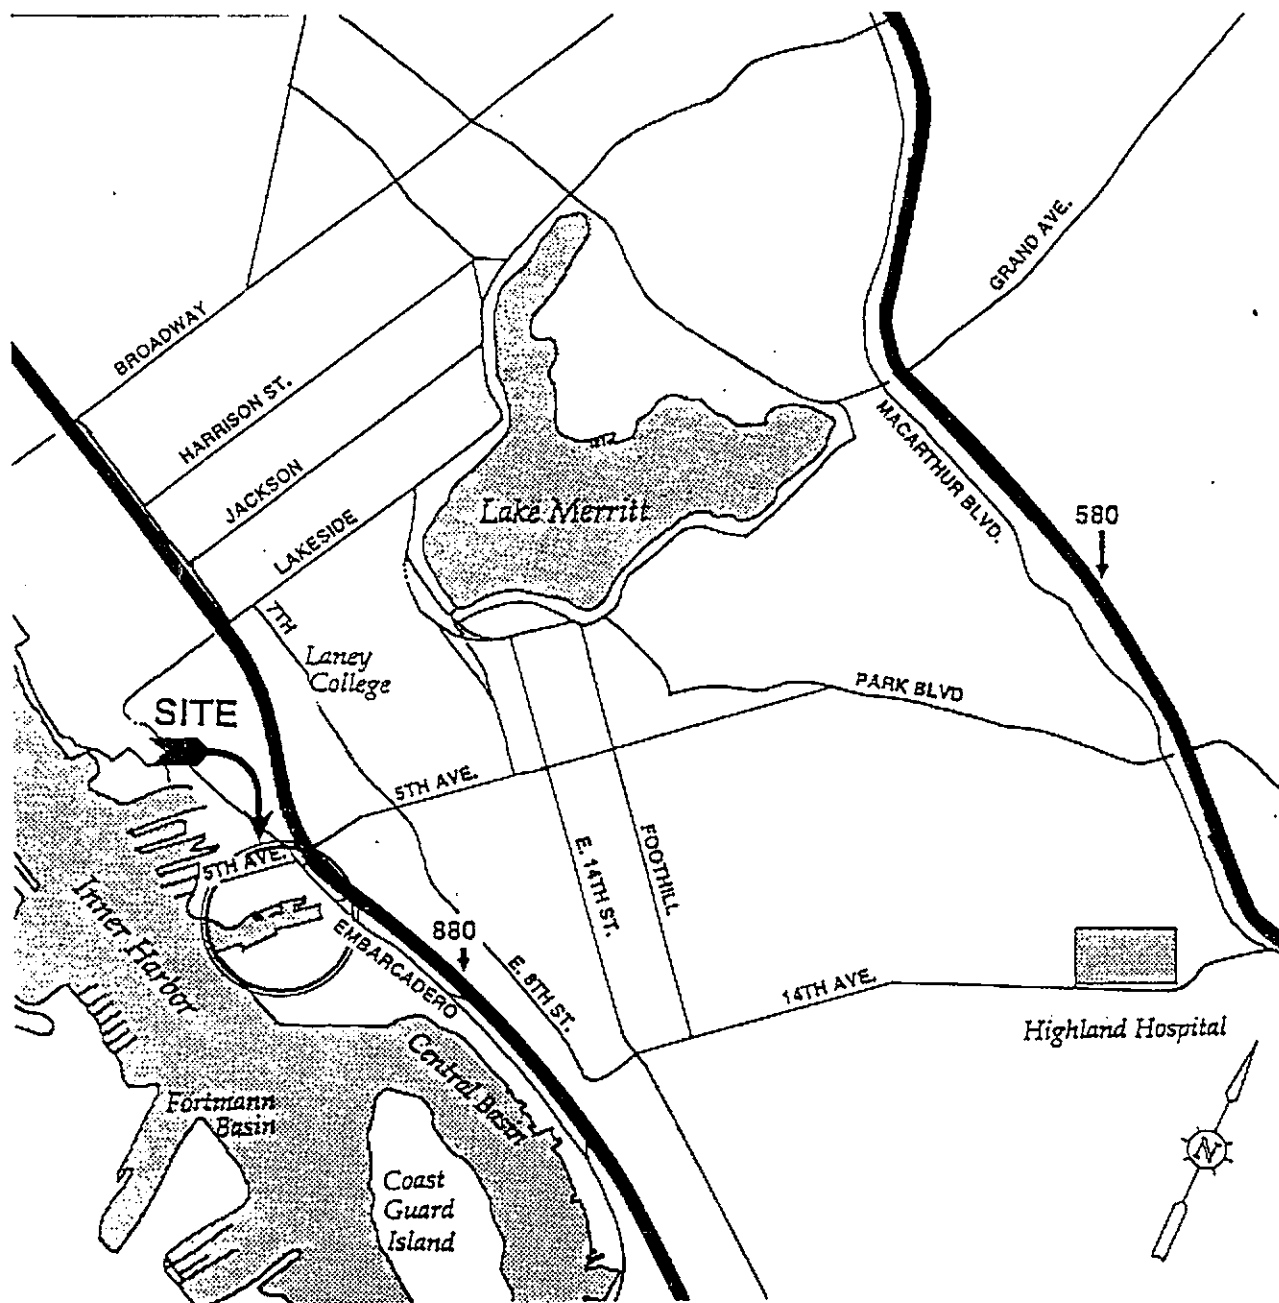 GRAND AVE.
BROADWAY
HARRISON ST.
MACARTHUR BLVD.
JACKSON
Lake Merritt
580
LAKESIDE
7TH
Laney
College
PARK BLVD
SITE
5TH AVE.
5TH AVE.
E. 14TH ST.
FOOTHILL
Inner Harbor
EMBARCADERO
880
E. 8TH ST.
14TH AVE.
Highland Hospital
Central Basin
Fortmann
Basin
N
Coast
Guard
Island